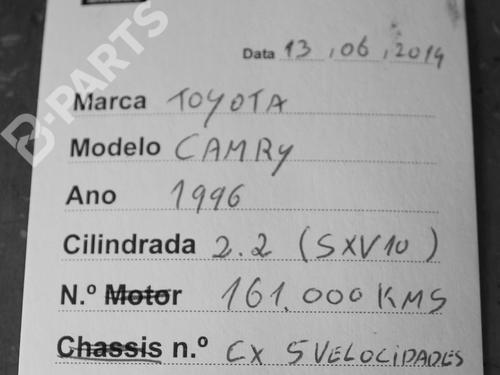 Data 13, 06, 2014
Marca TOYOTA
Modelo CAMRY
Ano 1996
Cilindrada 2.2 (SXV10)
N.º Motor 161.000 KMS
Chassis n.º CX 5 VELOCIDADES
B-PARTS